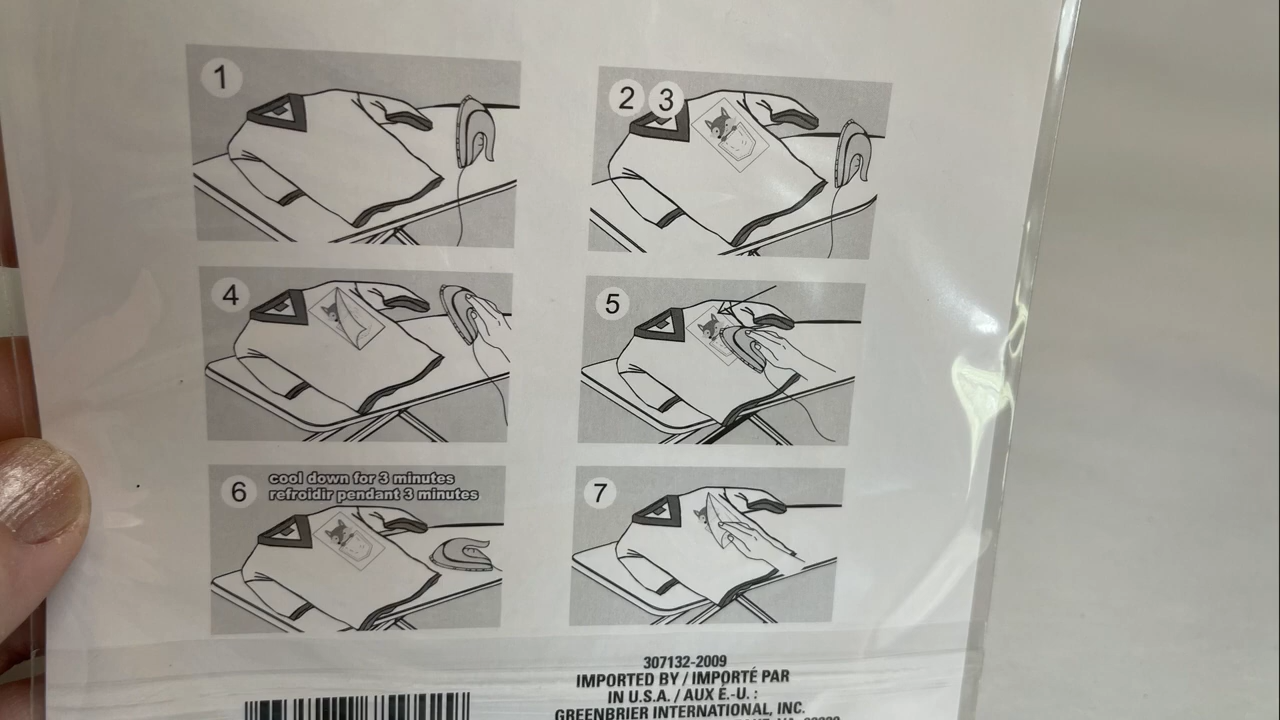 1
2 3
4
5
6 cool down for 3 minutes
refroidir pendant 3 minutes
7
307132-2009
IMPORTED BY / IMPORTÉ PAR
IN U.S.A. / AUX É.-U. :
GREENBRIER INTERNATIONAL, INC.